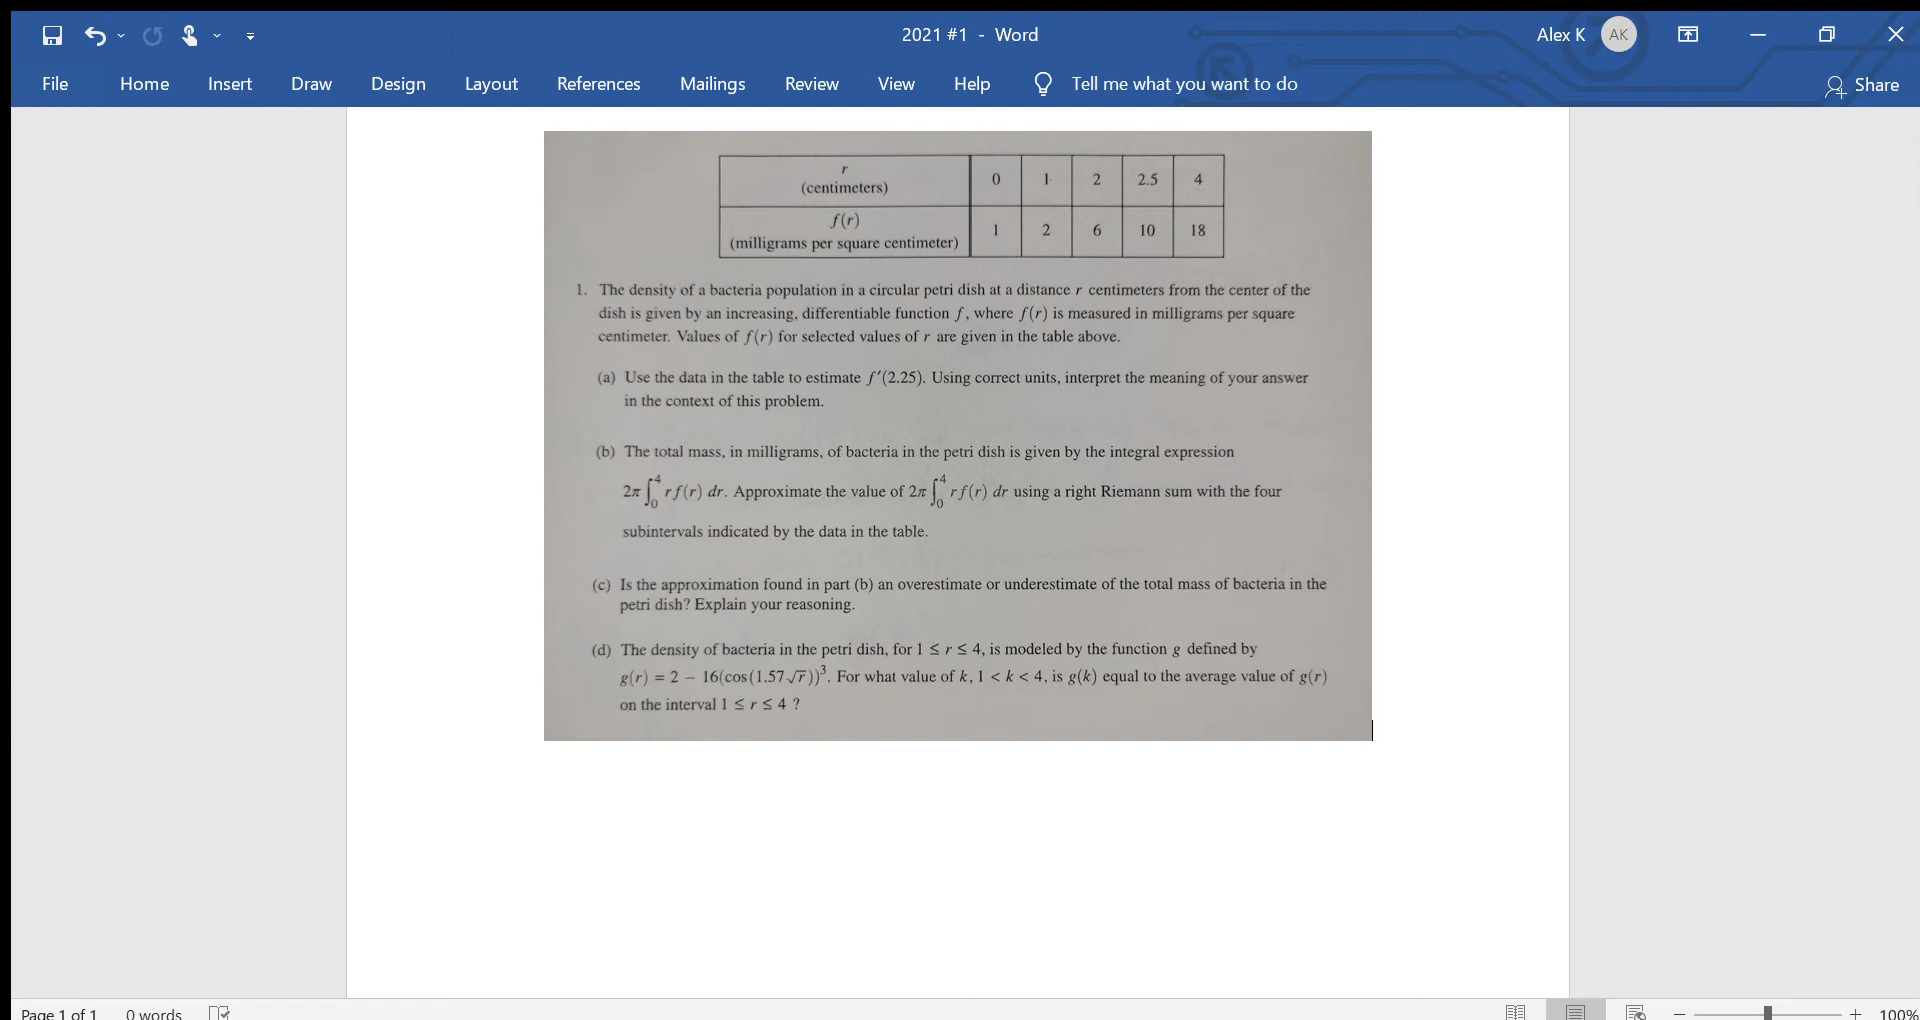 2021 #1 - Word
Alex K AK
File Home Insert Draw Design Layout References Mailings Review View Help Tell me what you want to do Share
r
(centimeters) 0 1 2 2.5 4
f(r)
(milligrams per square centimeter) 1 2 6 10 18
1. The density of a bacteria population in a circular petri dish at a distance r centimeters from the center of the
dish is given by an increasing, differentiable function f, where f(r) is measured in milligrams per square
centimeter. Values of f(r) for selected values of r are given in the table above.
(a) Use the data in the table to estimate f′(2.25). Using correct units, interpret the meaning of your answer
in the context of this problem.
(b) The total mass, in milligrams, of bacteria in the petri dish is given by the integral expression
2π∫₀⁴ r f(r) dr. Approximate the value of 2π∫₀⁴ r f(r) dr using a right Riemann sum with the four
subintervals indicated by the data in the table.
(c) Is the approximation found in part (b) an overestimate or underestimate of the total mass of bacteria in the
petri dish? Explain your reasoning.
(d) The density of bacteria in the petri dish, for 1 ≤ r ≤ 4, is modeled by the function g defined by
g(r) = 2 − 16(cos(1.57√r))³. For what value of k, 1 < k < 4, is g(k) equal to the average value of g(r)
on the interval 1 ≤ r ≤ 4 ?
Page 1 of 1 0 words 100%